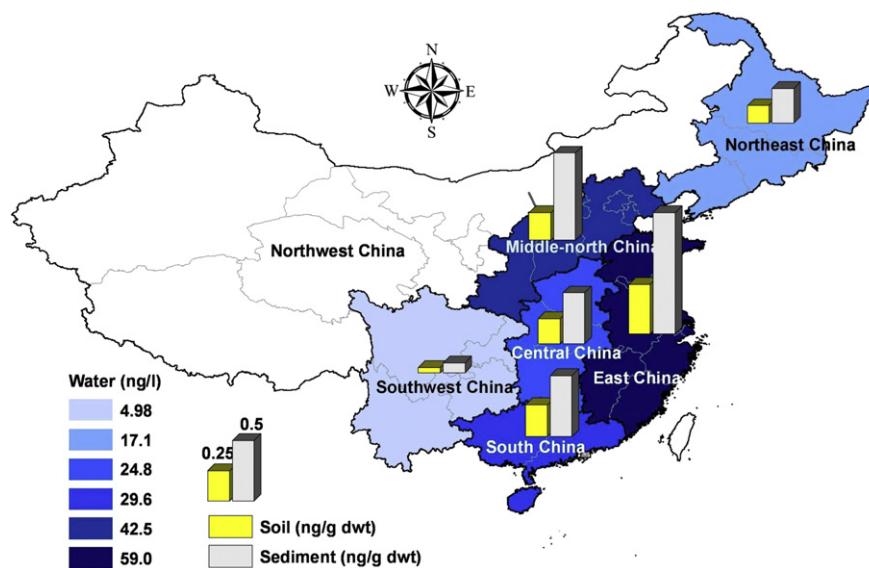 N
W E
S
Northeast China
Northwest China
Middle-north China
Central China
Southwest China
East China
South China
Water (ng/l)
4.98
17.1
24.8
29.6
42.5
59.0
0.5
0.25
Soil (ng/g dwt)
Sediment (ng/g dwt)